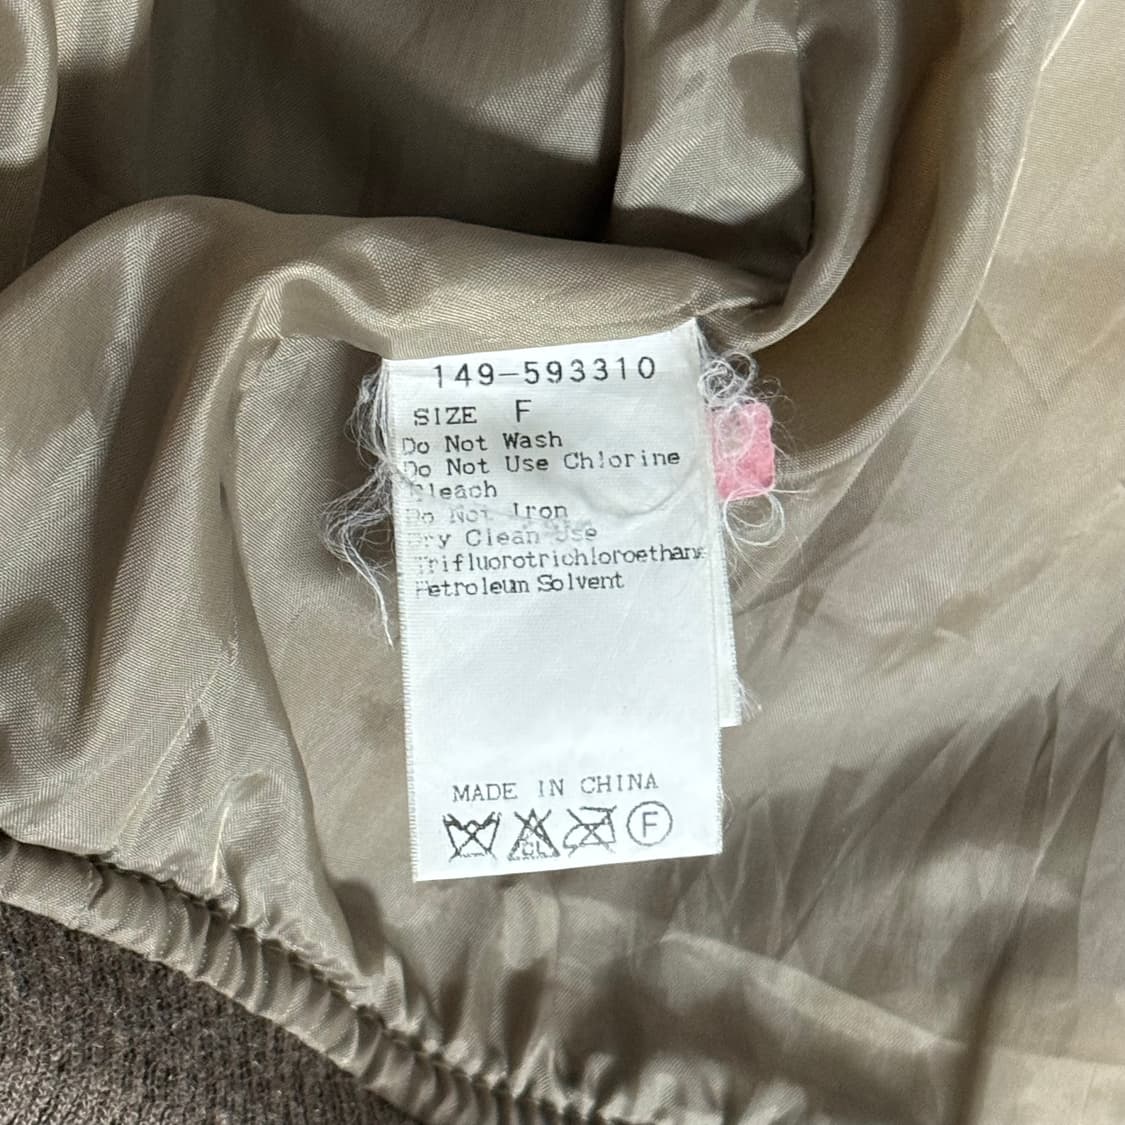 149-593310
SIZE F
Do Not Wash
Do Not Use Chlorine
Bleach
Do Not Iron
Dry Clean Use
Trifluorotrichloroethane
Petroleum Solvent
MADE IN CHINA
CL F